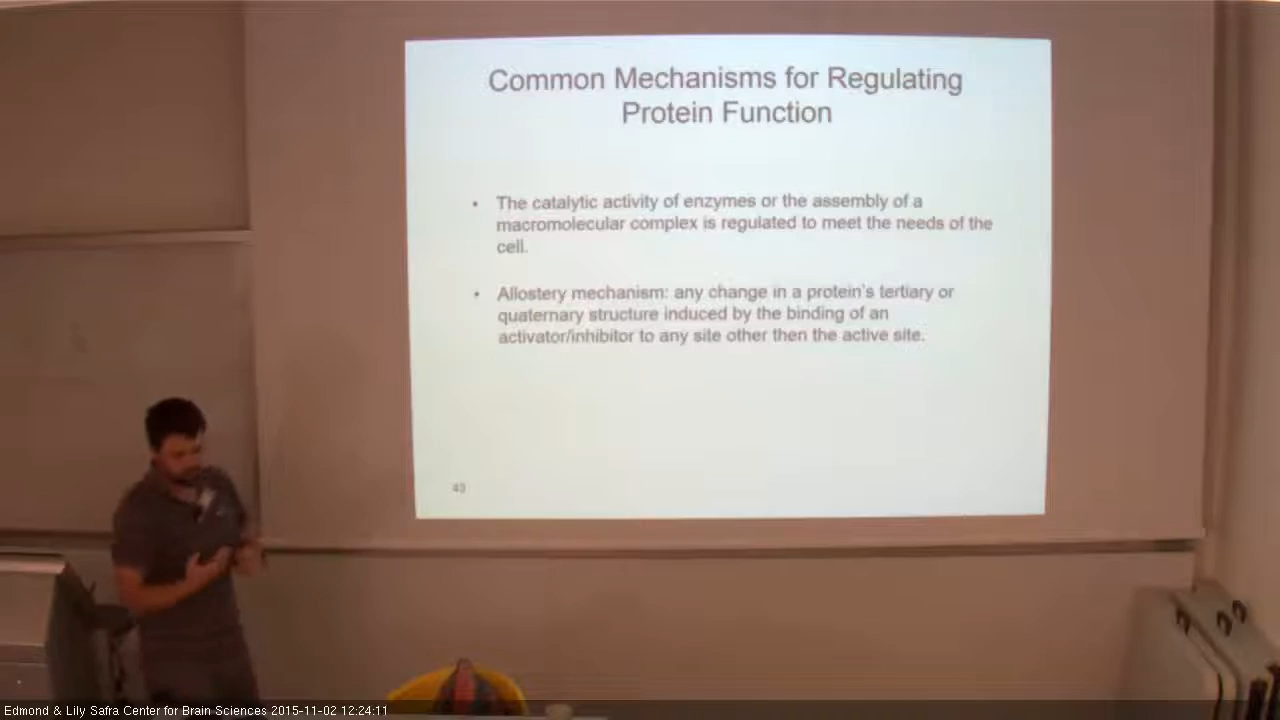 Common Mechanisms for Regulating
Protein Function
• The catalytic activity of enzymes or the assembly of a
macromolecular complex is regulated to meet the needs of the
cell.
• Allostery mechanism: any change in a protein's tertiary or
quaternary structure induced by the binding of an
activator/inhibitor to any site other then the active site.
43
Edmond & Lily Safra Center for Brain Sciences 2015-11-02 12:24:11